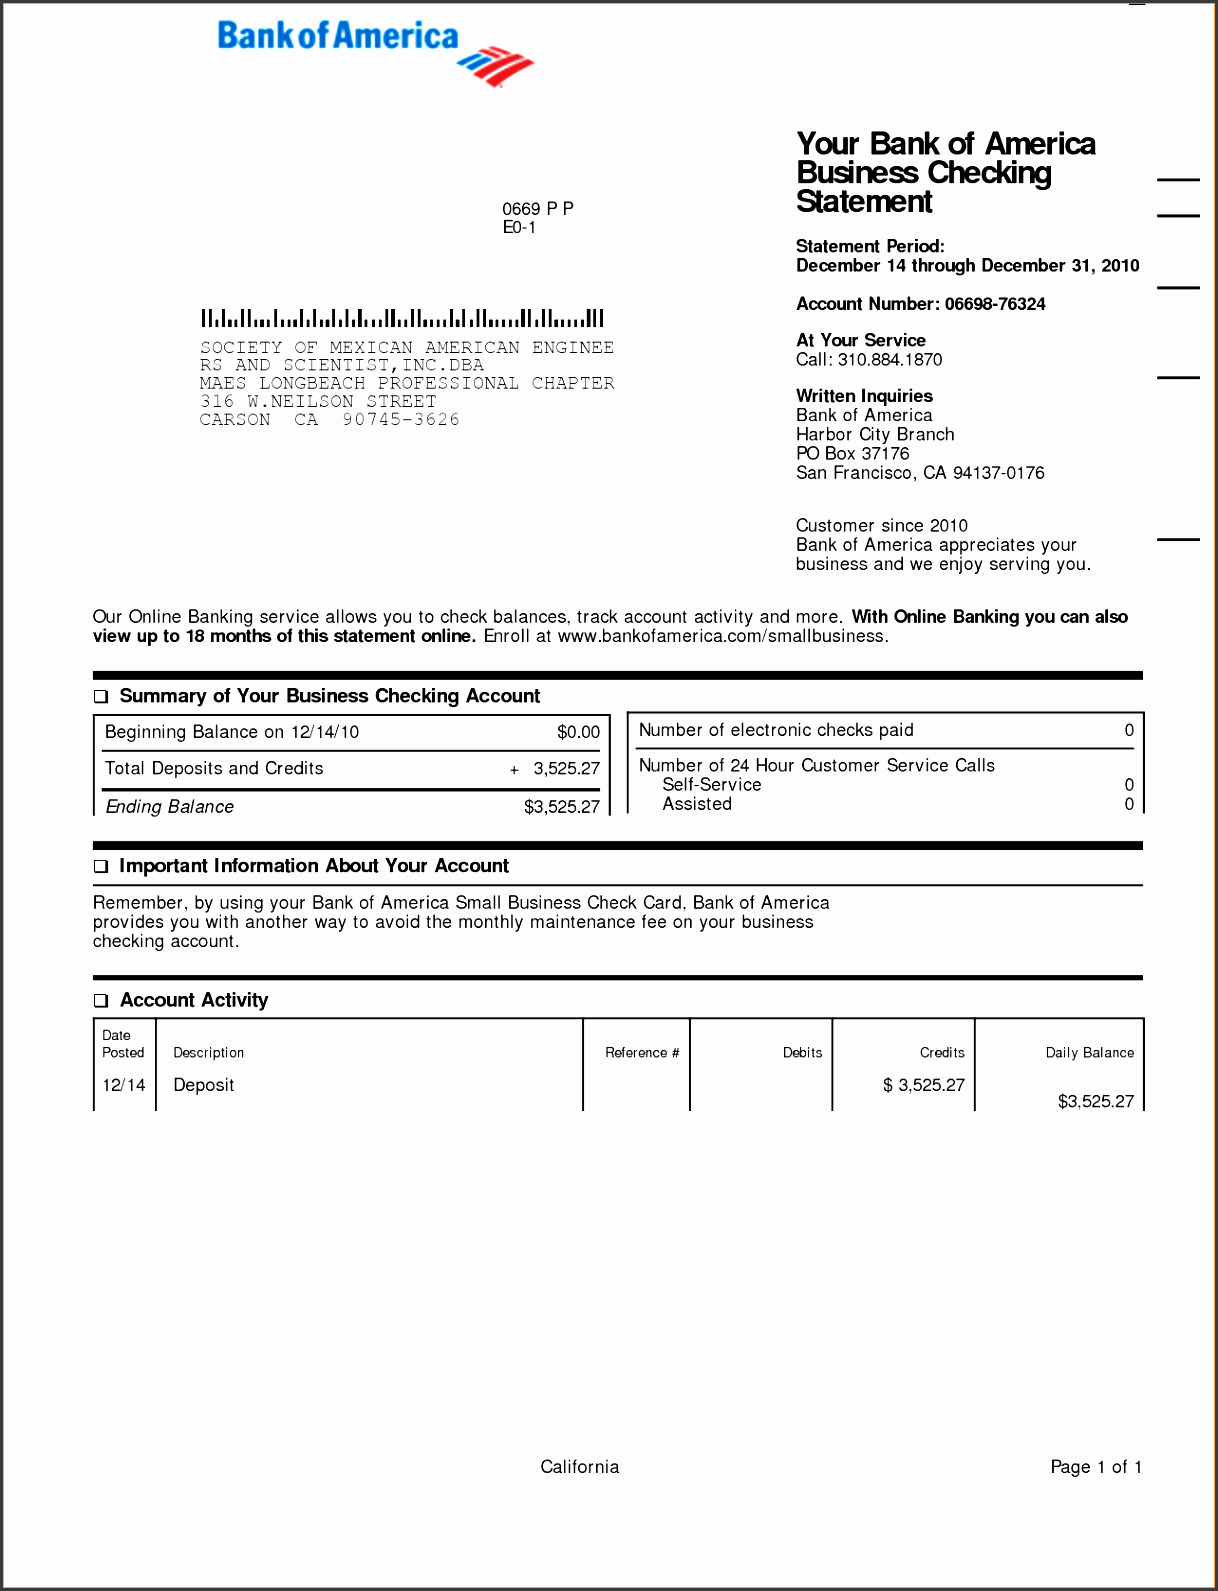 Bank of America
Your Bank of America
Business Checking
Statement
0669 P P
E0-1
Statement Period:
December 14 through December 31, 2010
Account Number: 06698-76324
At Your Service
Call: 310.884.1870
Written Inquiries
Bank of America
Harbor City Branch
PO Box 37176
San Francisco, CA 94137-0176
Customer since 2010
Bank of America appreciates your
business and we enjoy serving you.
SOCIETY OF MEXICAN AMERICAN ENGINEE
RS AND SCIENTIST,INC.DBA
MAES LONGBEACH PROFESSIONAL CHAPTER
316 W.NEILSON STREET
CARSON CA 90745-3626
Our Online Banking service allows you to check balances, track account activity and more. With Online Banking you can also
view up to 18 months of this statement online. Enroll at www.bankofamerica.com/smallbusiness.
Summary of Your Business Checking Account
Beginning Balance on 12/14/10 $0.00
Total Deposits and Credits + 3,525.27
Ending Balance $3,525.27
Number of electronic checks paid 0
Number of 24 Hour Customer Service Calls
Self-Service 0
Assisted 0
Important Information About Your Account
Remember, by using your Bank of America Small Business Check Card, Bank of America
provides you with another way to avoid the monthly maintenance fee on your business
checking account.
Account Activity
Date
Posted Description Reference # Debits Credits Daily Balance
12/14 Deposit $ 3,525.27
$3,525.27
California Page 1 of 1